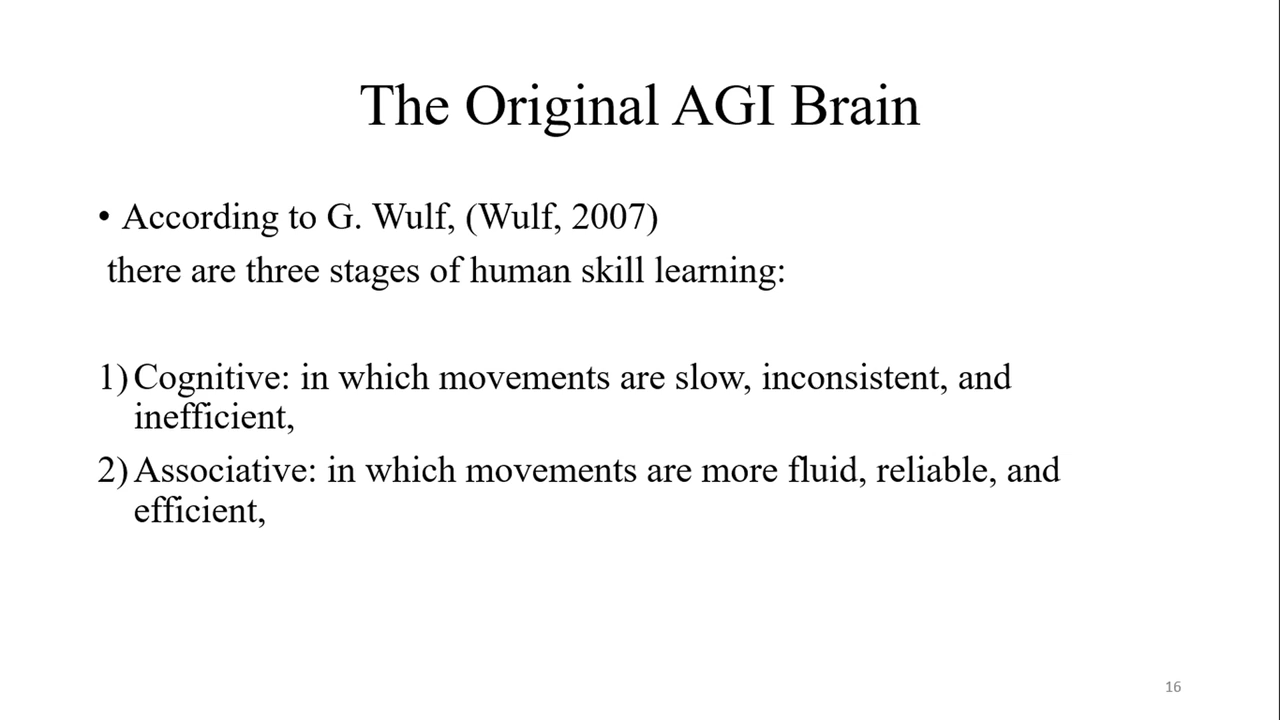 The Original AGI Brain
• According to G. Wulf, (Wulf, 2007)
there are three stages of human skill learning:
1) Cognitive: in which movements are slow, inconsistent, and
inefficient,
2) Associative: in which movements are more fluid, reliable, and
efficient,
16